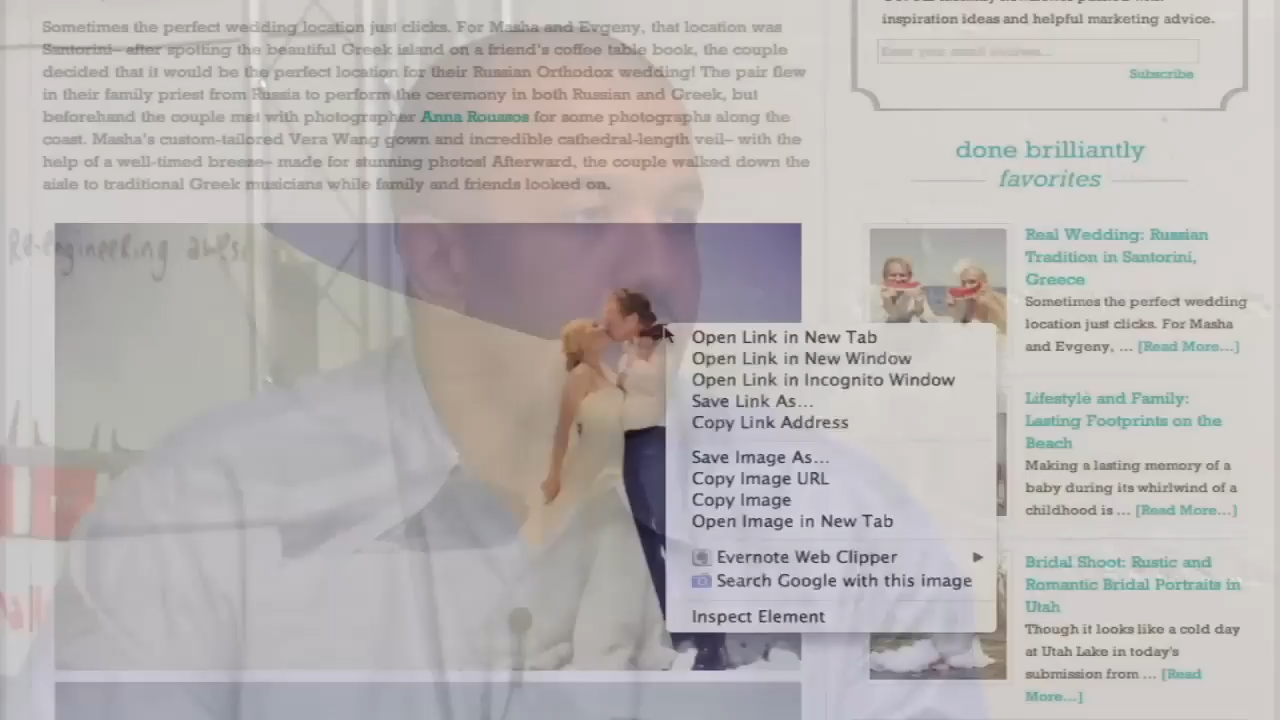 Sometimes the perfect wedding location just clicks. For Masha and Evgeny, that location was
Santorini– after spotting the beautiful Greek island on a friend's coffee table book, the couple
decided that it would be the perfect location for their Russian Orthodox wedding! The pair flew
in their family priest from Russia to perform the ceremony in both Russian and Greek, but
beforehand the couple met with photographer Anna Roussos for some photographs along the
coast. Masha's custom-tailored Vera Wang gown and incredible cathedral-length veil– with the
help of a well-timed breeze– made for stunning photos! Afterward, the couple walked down the
aisle to traditional Greek musicians while family and friends looked on.
Re-engineering
inspiration ideas and helpful marketing advice.
Enter your email address...
Subscribe
done brilliantly
favorites
Real Wedding: Russian
Tradition in Santorini,
Greece
Sometimes the perfect wedding
location just clicks. For Masha
and Evgeny, ... [Read More...]
Lifestyle and Family:
Lasting Footprints on the
Beach
Making a lasting memory of a
baby during its whirlwind of a
childhood is ... [Read More...]
Bridal Shoot: Rustic and
Romantic Bridal Portraits in
Utah
Though it looks like a cold day
at Utah Lake in today's
submission from ... [Read
More...]
Open Link in New Tab
Open Link in New Window
Open Link in Incognito Window
Save Link As...
Copy Link Address
Save Image As...
Copy Image URL
Copy Image
Open Image in New Tab
Evernote Web Clipper
Search Google with this image
Inspect Element